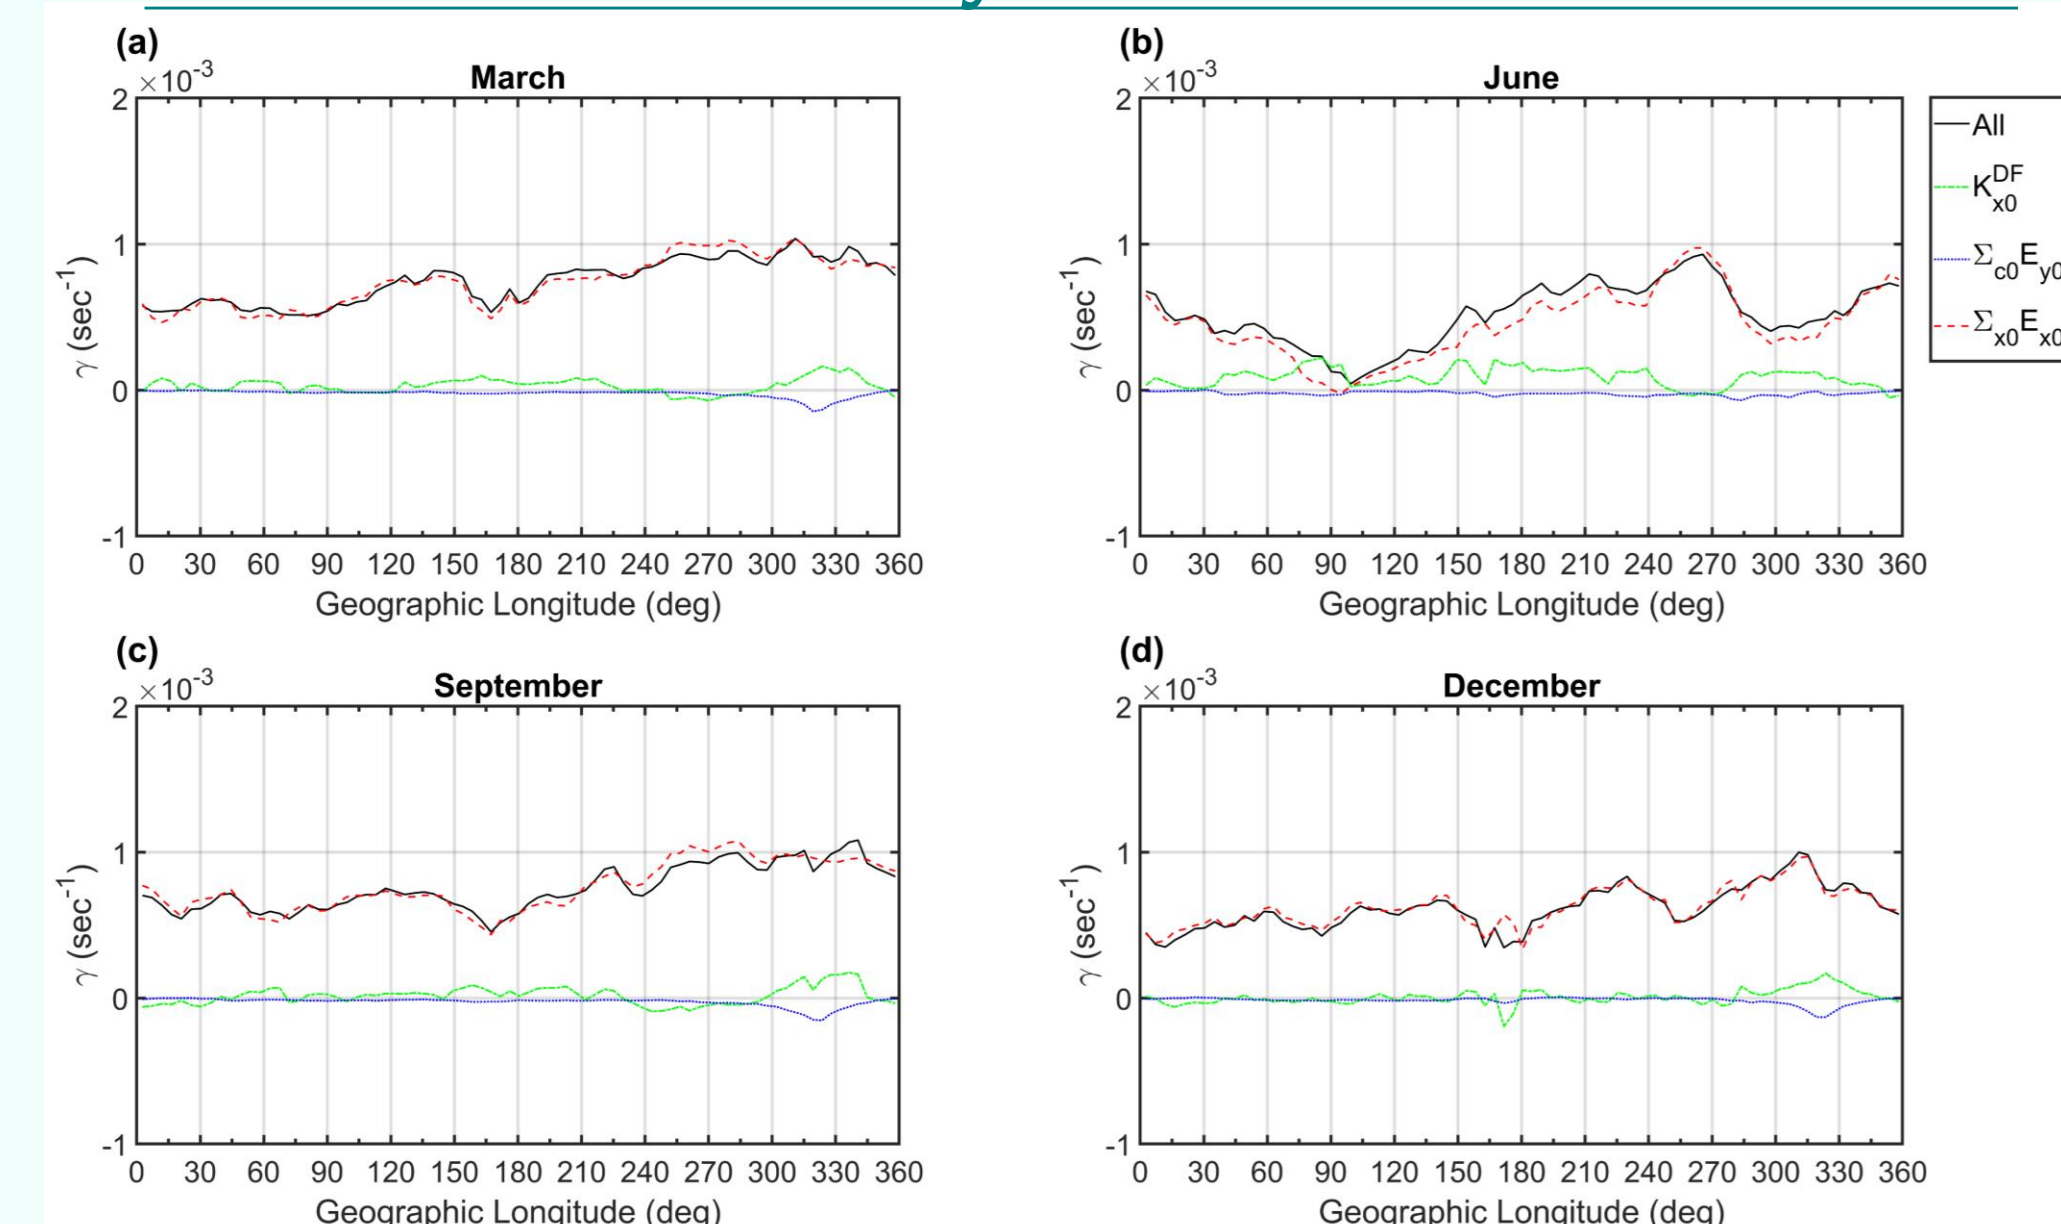 (a)
March
×10-3
2
1
0
-1
γ (sec-1)
0 30 60 90 120 150 180 210 240 270 300 330 360
Geographic Longitude (deg)
(b)
June
×10-3
2
1
0
-1
γ (sec-1)
0 30 60 90 120 150 180 210 240 270 300 330 360
Geographic Longitude (deg)
All
KDFx0
Σc0Ey0
Σx0Ex0
(c)
September
×10-3
2
1
0
-1
γ (sec-1)
0 30 60 90 120 150 180 210 240 270 300 330 360
Geographic Longitude (deg)
(d)
December
×10-3
2
1
0
-1
γ (sec-1)
0 30 60 90 120 150 180 210 240 270 300 330 360
Geographic Longitude (deg)